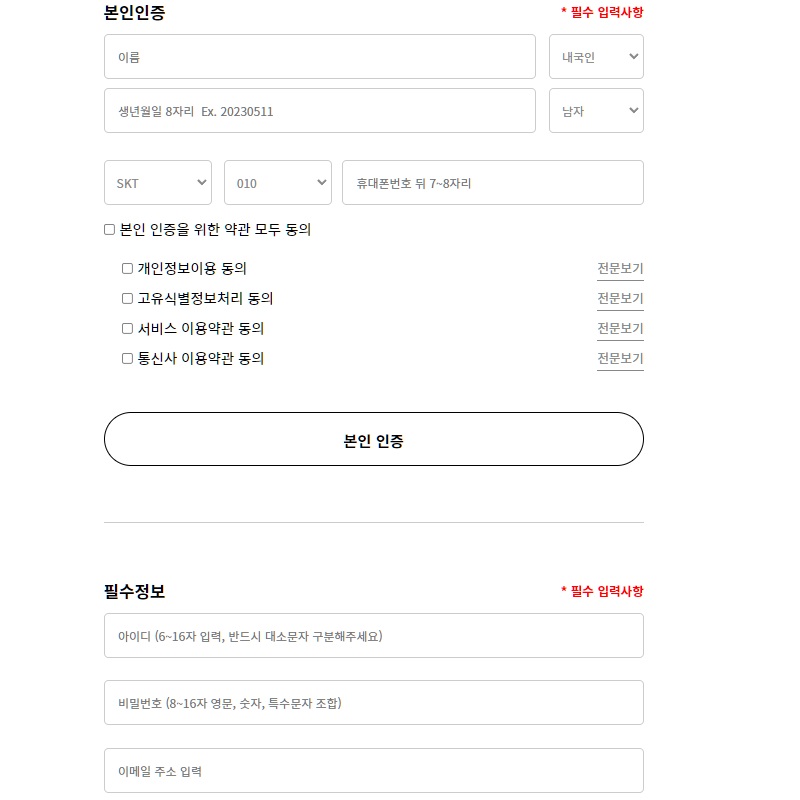 본인인증 * 필수 입력사항
이름 내국인
생년월일 8자리 Ex. 20230511 남자
SKT 010 휴대폰번호 뒤 7~8자리
본인 인증을 위한 약관 모두 동의
개인정보이용 동의 전문보기
고유식별정보처리 동의 전문보기
서비스 이용약관 동의 전문보기
통신사 이용약관 동의 전문보기
본인 인증
필수정보 * 필수 입력사항
아이디 (6~16자 입력, 반드시 대소문자 구분해주세요)
비밀번호 (8~16자 영문, 숫자, 특수문자 조합)
이메일 주소 입력